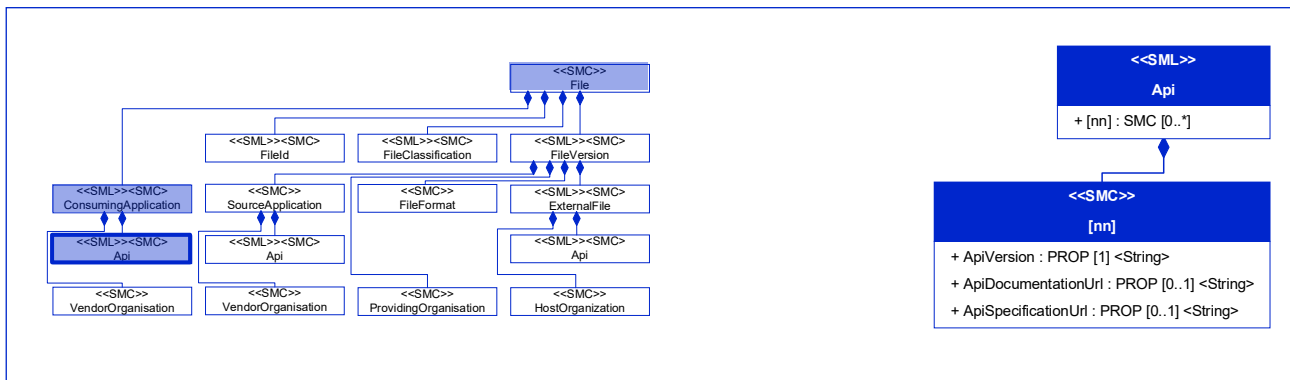 <<SMC>>
File
<<SML>><<SMC>
FileId
<<SML>><<SMC>
FileClassification
<<SML>><<SMC>
FileVersion
<<SML>><<SMC>
ConsumingApplication
<<SMC>>
SourceApplication
<<SMC>>
FileFormat
<<SML>><<SMC>
ExternalFile
<<SML>><<SMC>
Api
<<SML>><<SMC>
Api
<<SML>><<SMC>
Api
<<SMC>>
VendorOrganisation
<<SMC>>
VendorOrganisation
<<SMC>>
ProvidingOrganisation
<<SMC>>
HostOrganization
<<SML>>
Api
+ [nn] : SMC [0..*]
<<SMC>>
[nn]
+ ApiVersion : PROP [1] <String>
+ ApiDocumentationUrl : PROP [0..1] <String>
+ ApiSpecificationUrl : PROP [0..1] <String>